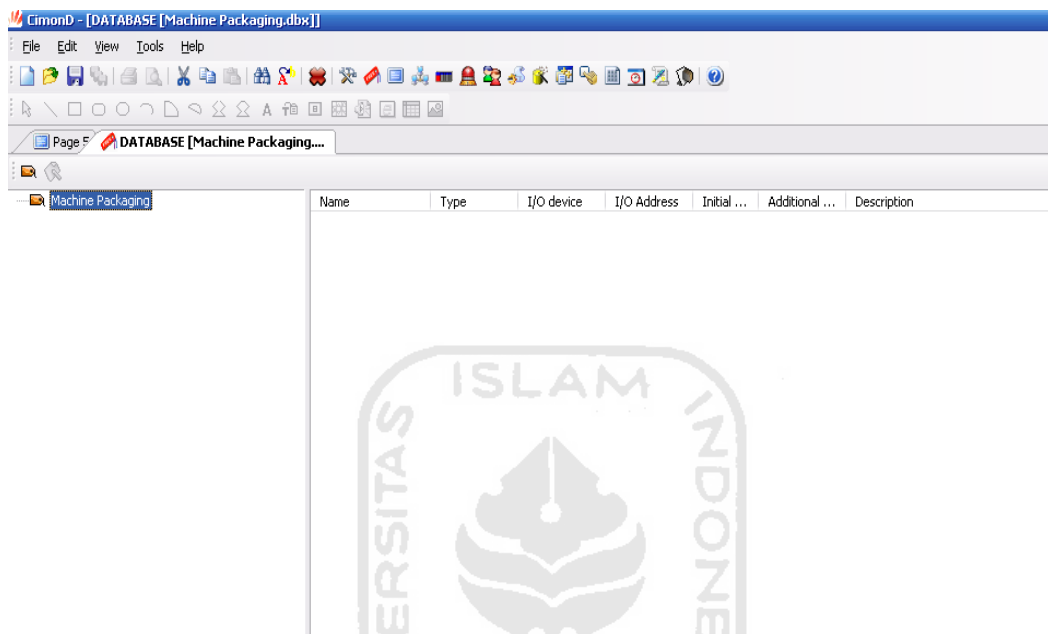 CimonD - [DATABASE [Machine Packaging.dbx]]
File Edit View Tools Help
Page 5 DATABASE [Machine Packaging....
Machine Packaging
Name Type I/O device I/O Address Initial ... Additional ... Description
ISLAM
INDONE
ERSITAS